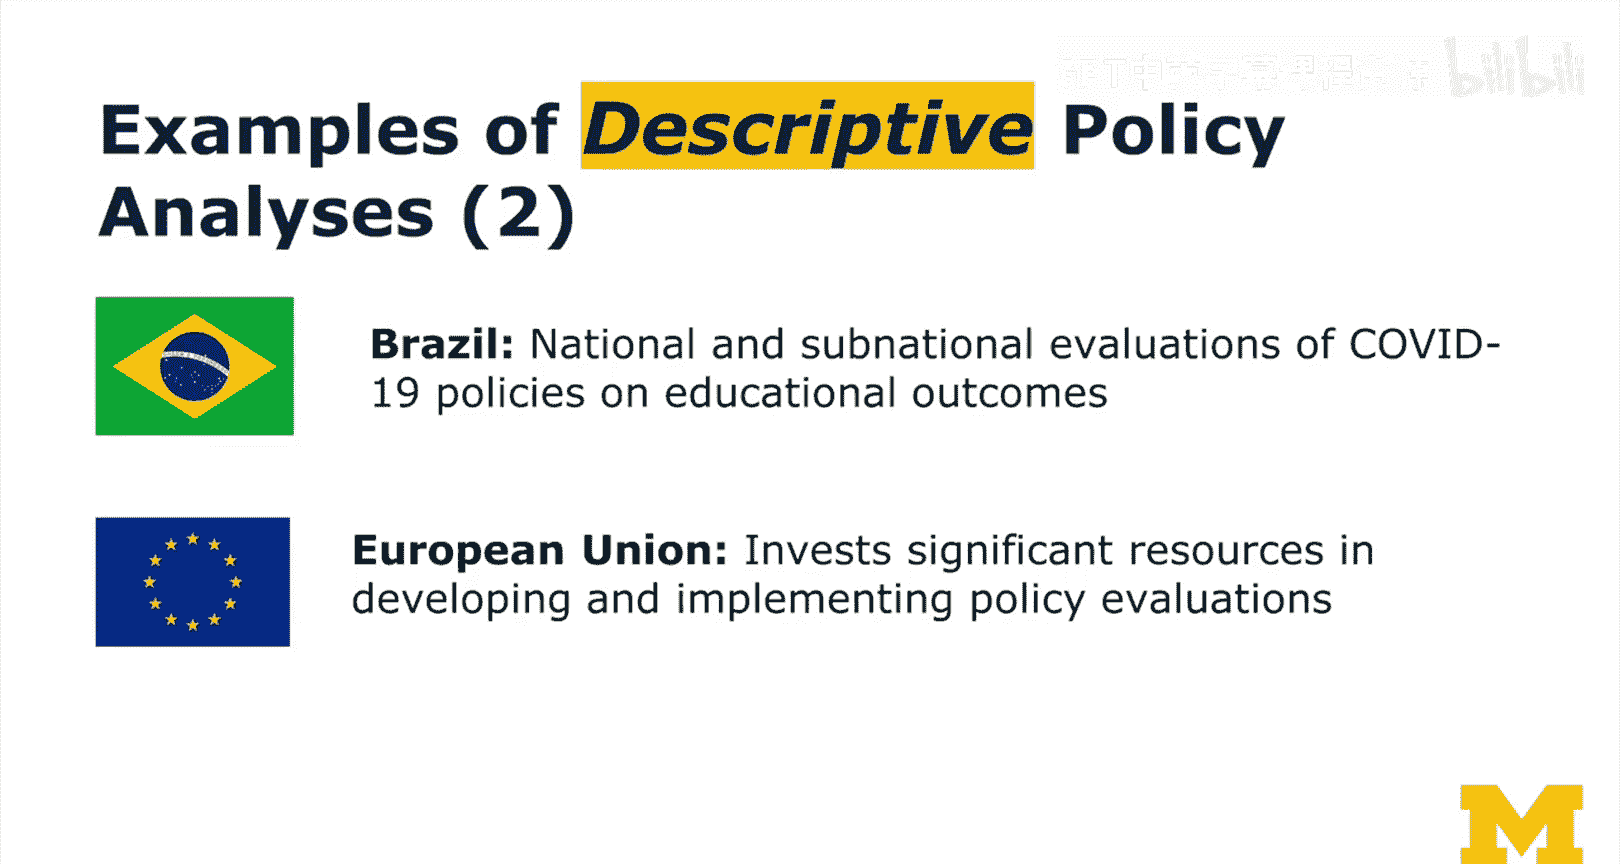 Examples of Descriptive Policy
Analyses (2)
Brazil: National and subnational evaluations of COVID-
19 policies on educational outcomes
European Union: Invests significant resources in
developing and implementing policy evaluations
bilibili
M